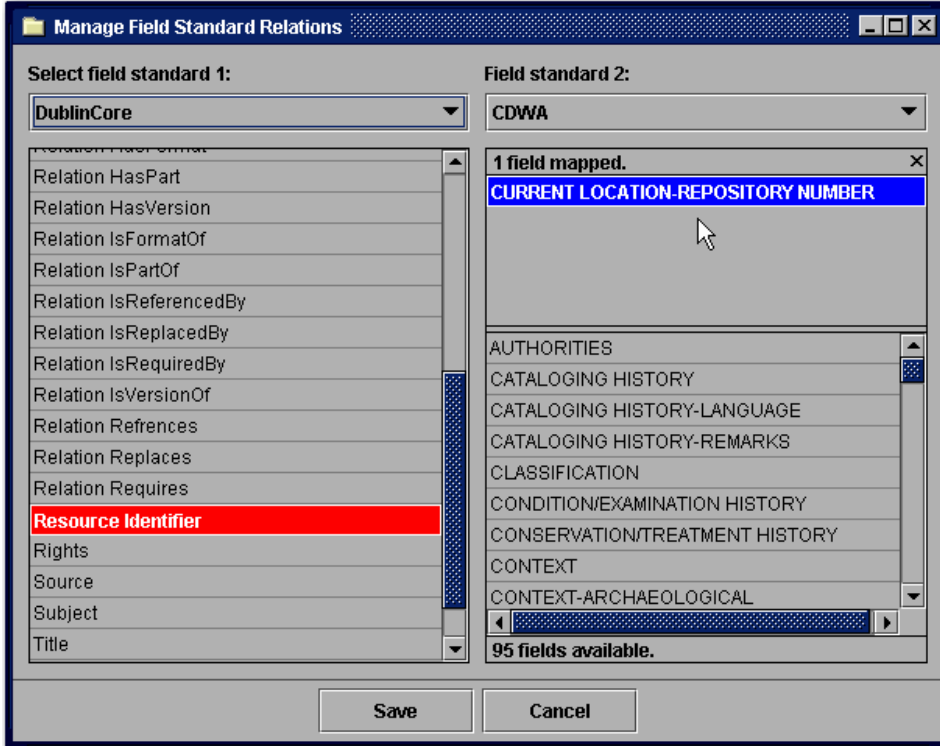 Manage Field Standard Relations
Select field standard 1:
DublinCore
Relation HasFormat
Relation HasPart
Relation HasVersion
Relation IsFormatOf
Relation IsPartOf
Relation IsReferencedBy
Relation IsReplacedBy
Relation IsRequiredBy
Relation IsVersionOf
Relation Refrences
Relation Replaces
Relation Requires
Resource Identifier
Rights
Source
Subject
Title
Field standard 2:
CDWA
1 field mapped.
CURRENT LOCATION-REPOSITORY NUMBER
AUTHORITIES
CATALOGING HISTORY
CATALOGING HISTORY-LANGUAGE
CATALOGING HISTORY-REMARKS
CLASSIFICATION
CONDITION/EXAMINATION HISTORY
CONSERVATION/TREATMENT HISTORY
CONTEXT
CONTEXT-ARCHAEOLOGICAL
95 fields available.
Save
Cancel